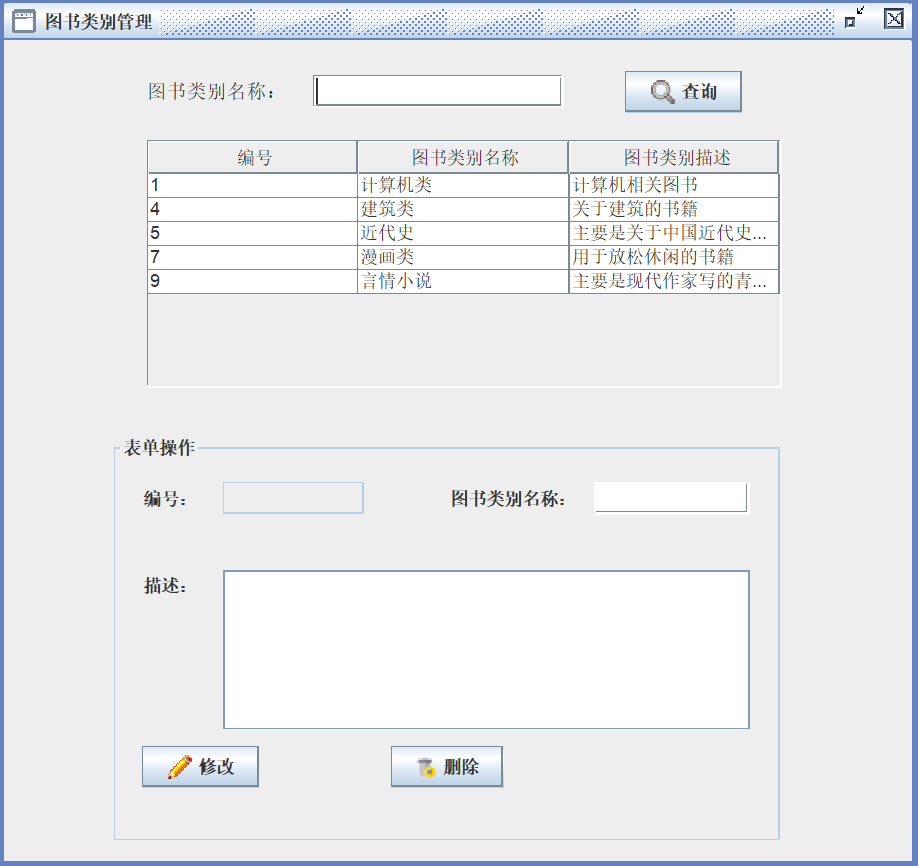 图书类别管理
图书类别名称： 查询
编号 图书类别名称 图书类别描述
1 计算机类 计算机相关图书
4 建筑类 关于建筑的书籍
5 近代史 主要是关于中国近代史...
7 漫画类 用于放松休闲的书籍
9 言情小说 主要是现代作家写的青...
表单操作
编号： 图书类别名称：
描述：
修改 删除